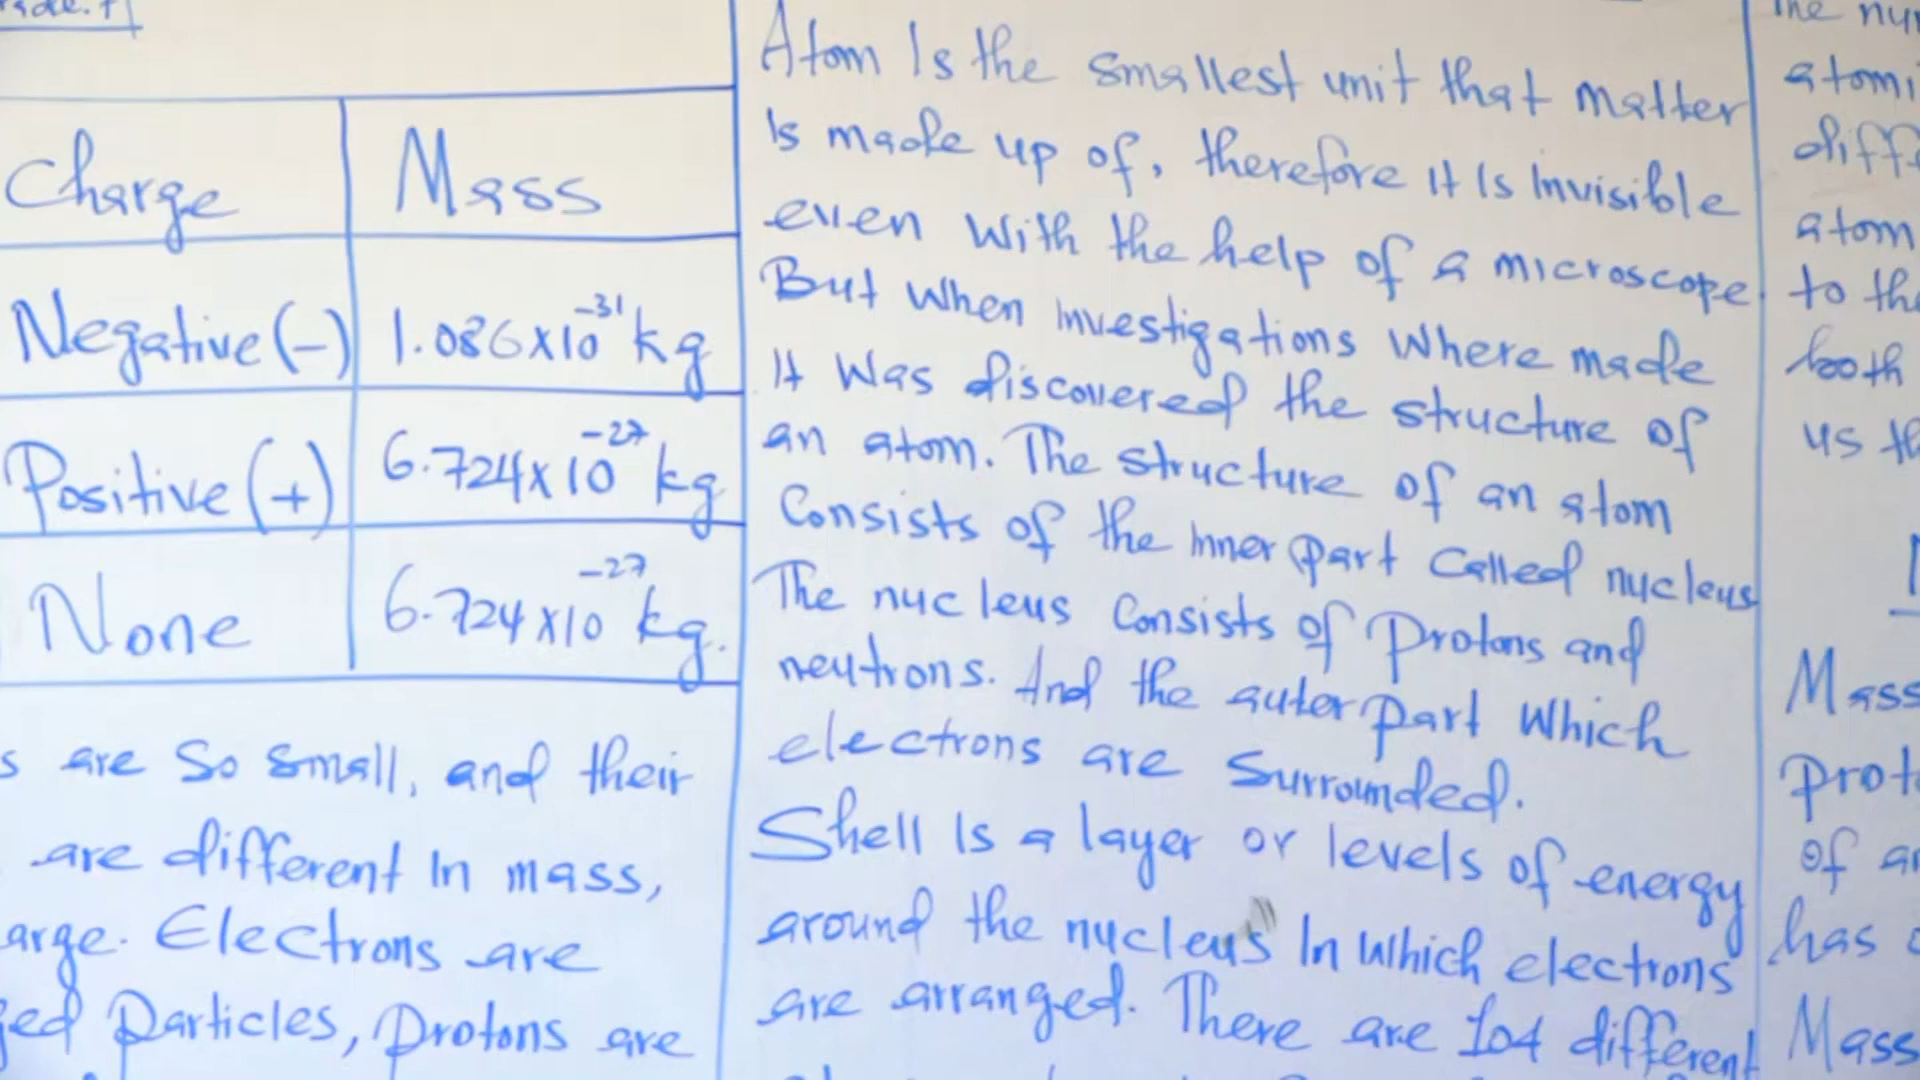 Charge Mass
Negative (-) 1.086x10⁻³¹ kg
Positive (+) 6.724x10⁻²⁷ kg
None 6.724x10⁻²⁷ kg.
are so small, and their
are different In mass,
Electrons are
Particles, Protons are
Atom Is the smallest unit that matter
Is made up of, therefore it Is Invisible
even with the help of a microscope.
But when investigations where made
It was discovered the structure of
an atom. The structure of an atom
Consists of the inner part Called nucleus
The nucleus Consists of Protons and
neutrons. And the auter part which
electrons are surrounded.
Shell Is a layer or levels of energy
around the nucleus In which electrons
are arranged. There are 104 different
atom
to the
both
us
Mass
of
has
Mass